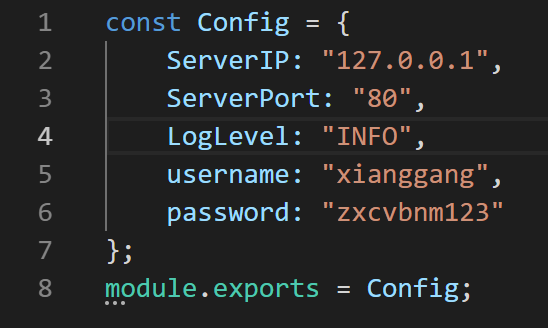 1 const Config = {
2 ServerIP: "127.0.0.1",
3 ServerPort: "80",
4 LogLevel: "INFO",
5 username: "xianggang",
6 password: "zxcvbnm123"
7 };
8 module.exports = Config;